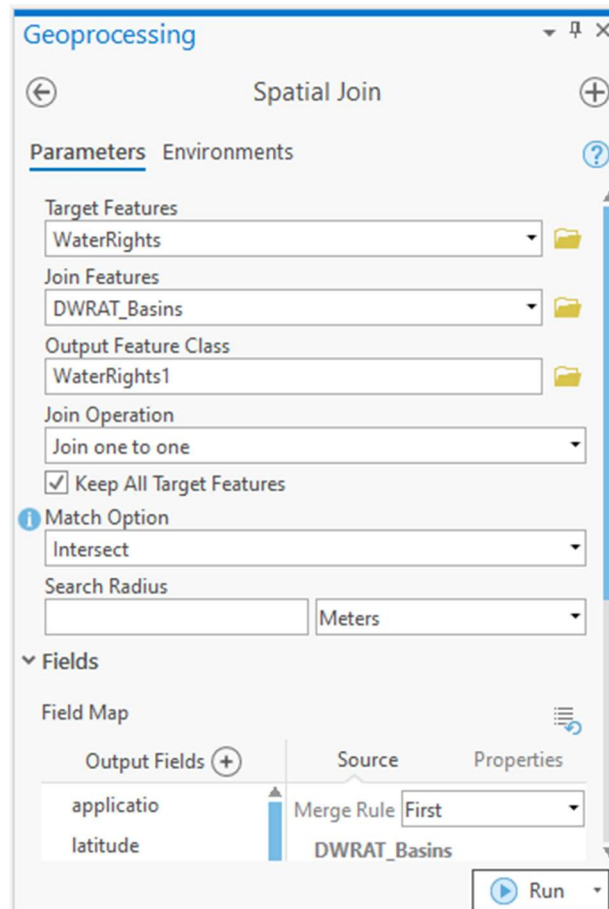 Geoprocessing
Spatial Join
Parameters Environments
Target Features
WaterRights
Join Features
DWRAT_Basins
Output Feature Class
WaterRights1
Join Operation
Join one to one
Keep All Target Features
Match Option
Intersect
Search Radius
Meters
Fields
Field Map
Output Fields Source Properties
applicatio Merge Rule First
latitude DWRAT_Basins
Run